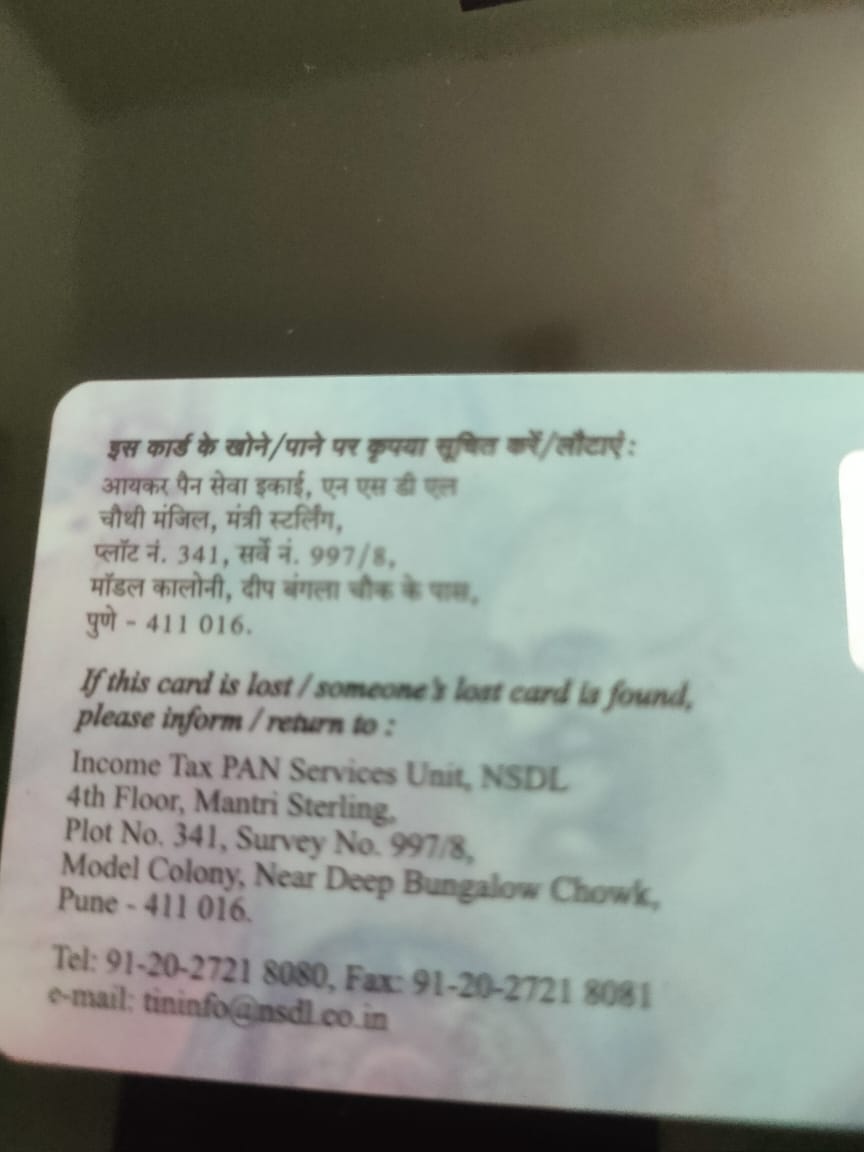 इस कार्ड के खोने/पाने पर कृपया सूचित करें/लौटाएं:
आयकर पैन सेवा इकाई, एन एस डी एल
चौथी मंजिल, मंत्री स्टर्लिंग,
प्लॉट नं. 341, सर्वे नं. 997/8,
मॉडल कालोनी, दीप बंगला चौक के पास,
पुणे - 411 016.
If this card is lost / someone's lost card is found,
please inform / return to :
Income Tax PAN Services Unit, NSDL
4th Floor, Mantri Sterling,
Plot No. 341, Survey No. 997/8,
Model Colony, Near Deep Bungalow Chowk,
Pune - 411 016.
Tel: 91-20-2721 8080, Fax: 91-20-2721 8081
e-mail: tininfo@nsdl.co.in